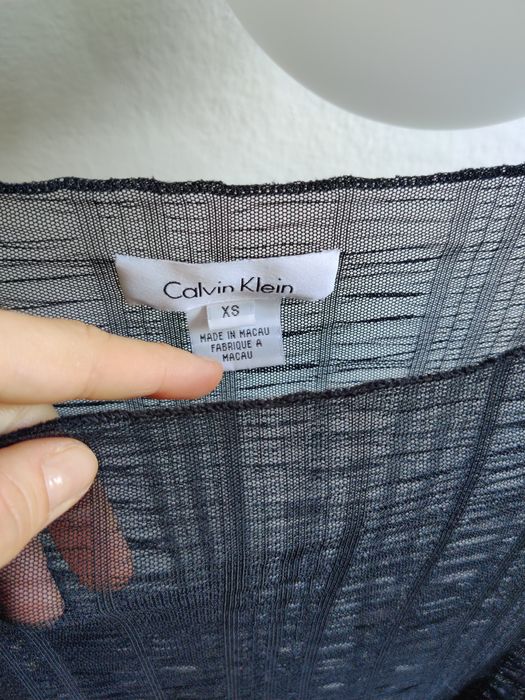 Calvin Klein
XS
MADE IN MACAU
FABRIQUE A
MACAU